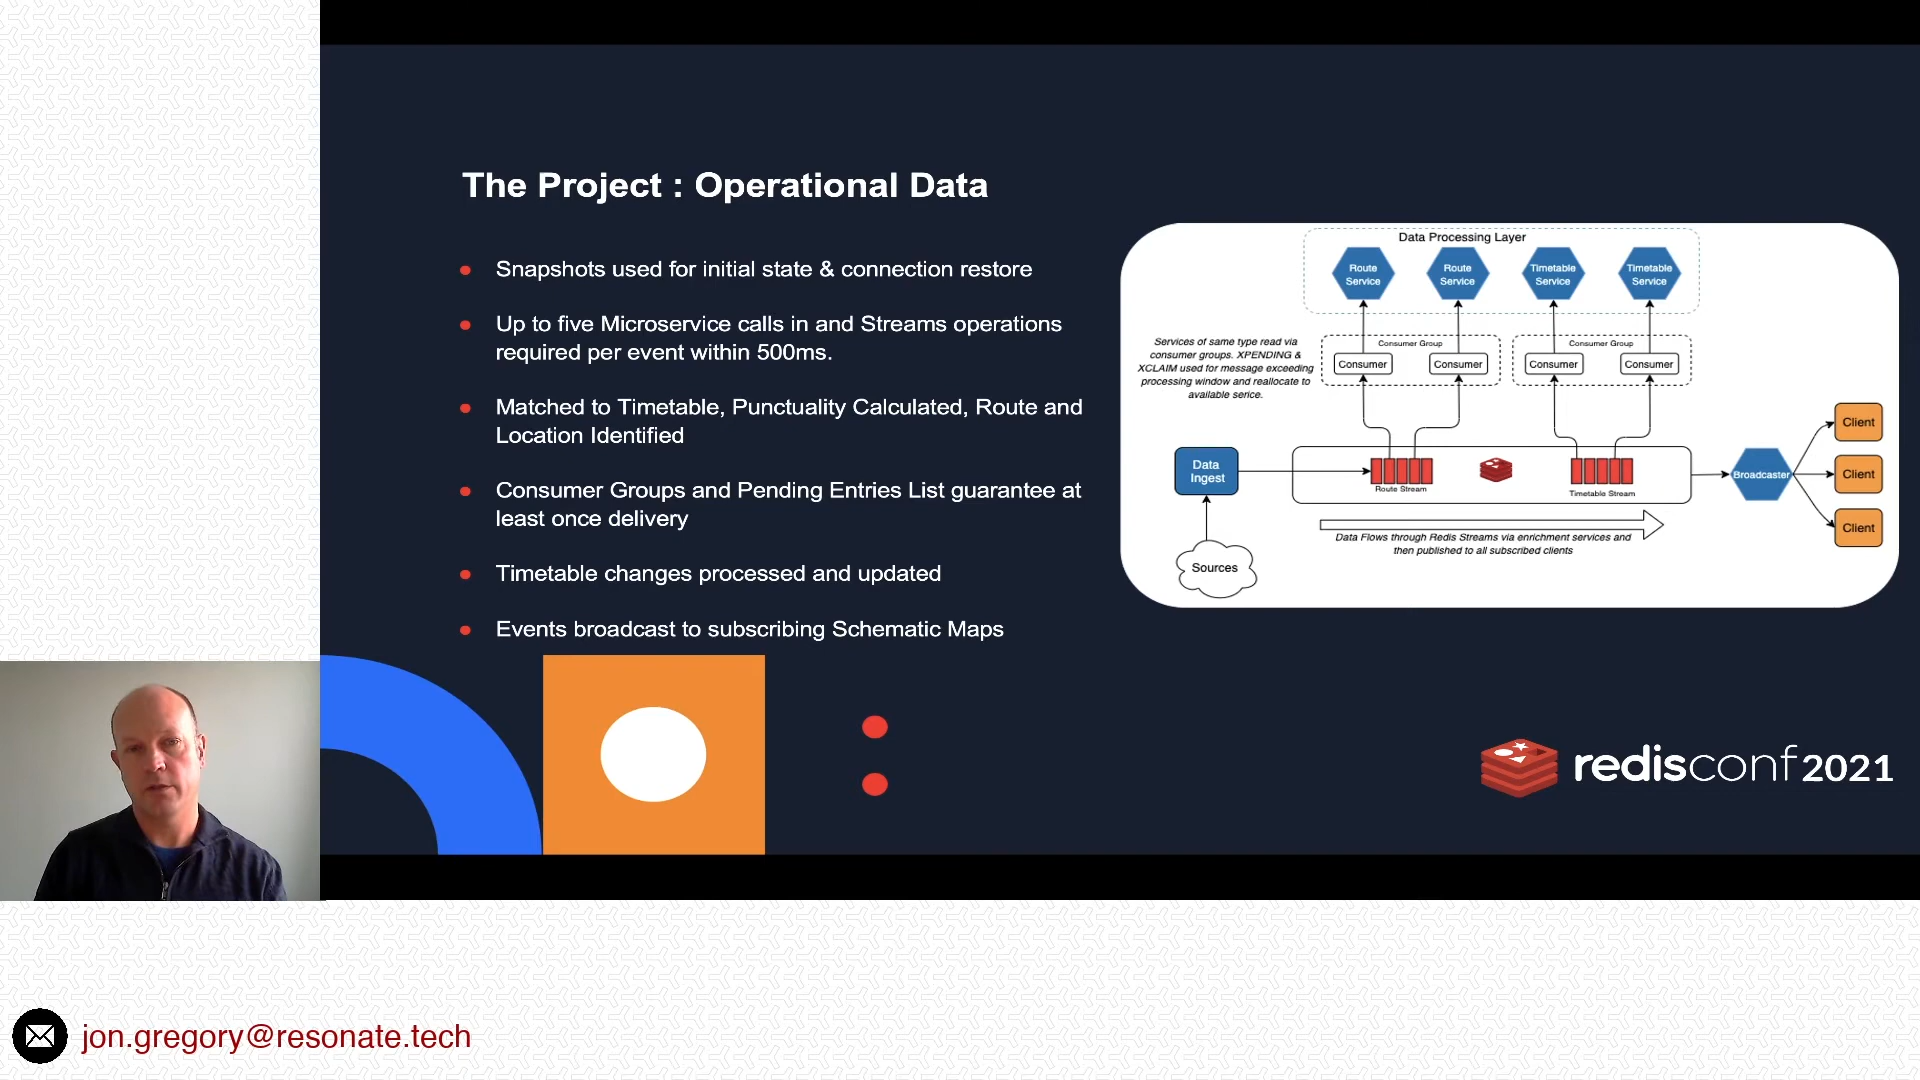 The Project : Operational Data
Snapshots used for initial state & connection restore
Up to five Microservice calls in and Streams operations
required per event within 500ms.
Matched to Timetable, Punctuality Calculated, Route and
Location Identified
Consumer Groups and Pending Entries List guarantee at
least once delivery
Timetable changes processed and updated
Events broadcast to subscribing Schematic Maps
Data Processing Layer
Route
Service
Route
Service
Timetable
Service
Timetable
Service
Services of same type read via
consumer groups. XPENDING &
XCLAIM used for message exceeding
processing window and reallocate to
available serice.
Consumer Group
Consumer
Consumer
Consumer Group
Consumer
Consumer
Data
Ingest
Sources
Route Stream
Timetable Stream
Data Flows through Redis Streams via enrichment services and
then published to all subscribed clients
Broadcaster
Client
Client
Client
redisconf 2021
jon.gregory@resonate.tech